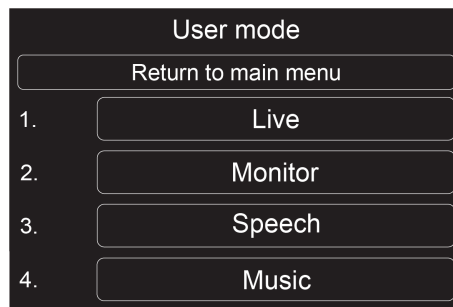 User mode
Return to main menu
1. Live
2. Monitor
3. Speech
4. Music